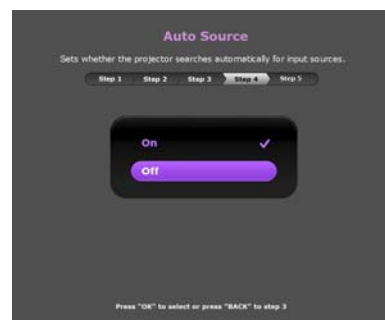 Auto Source
Sets whether the projector searches automatically for input sources.
Step 1 Step 2 Step 3 Step 4 Step 5
On
Off
Press "OK" to select or press "BACK" to step 3